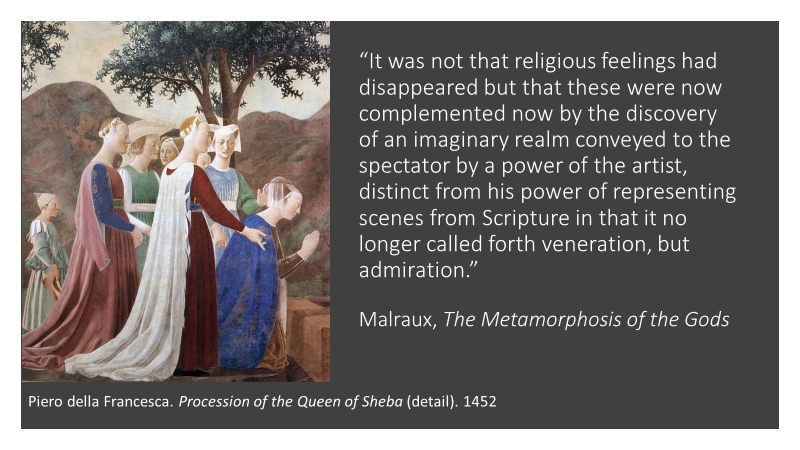 “It was not that religious feelings had
disappeared but that these were now
complemented now by the discovery
of an imaginary realm conveyed to the
spectator by a power of the artist,
distinct from his power of representing
scenes from Scripture in that it no
longer called forth veneration, but
admiration.”
Malraux, The Metamorphosis of the Gods
Piero della Francesca. Procession of the Queen of Sheba (detail). 1452